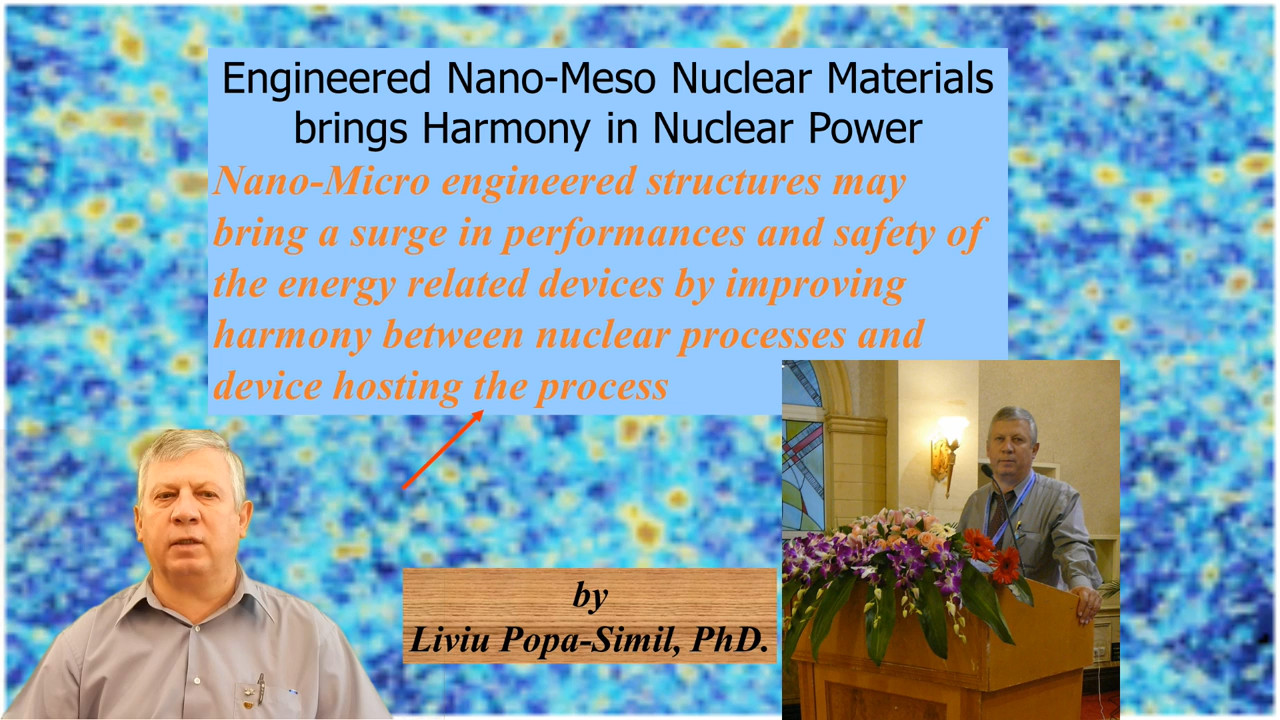 Engineered Nano-Meso Nuclear Materials
brings Harmony in Nuclear Power
Nano-Micro engineered structures may
bring a surge in performances and safety of
the energy related devices by improving
harmony between nuclear processes and
device hosting the process
by
Liviu Popa-Simil, PhD.